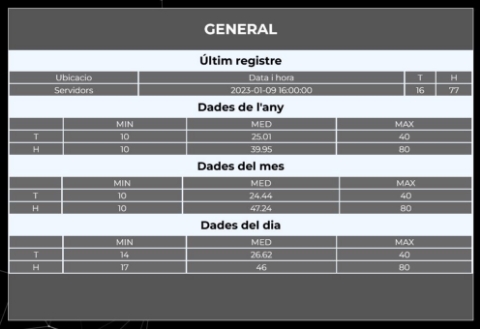 GENERAL
Últim registre
Ubicacio Data i hora T H
Servidors 2023-01-09 16:00:00 16 77
Dades de l'any
MIN MED MAX
T 10 25.01 40
H 10 39.95 80
Dades del mes
MIN MED MAX
T 10 24.44 40
H 10 47.24 80
Dades del dia
MIN MED MAX
T 14 26.62 40
H 17 46 80